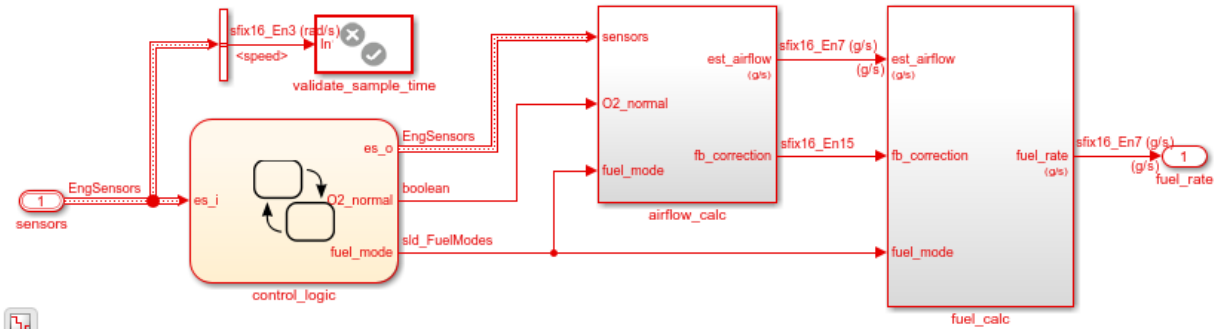 sfix16_En3 (rad/s)
In
<speed>
validate_sample_time
EngSensors
1
sensors
es_i
es_o
EngSensors
O2_normal
boolean
fuel_mode
sld_FuelModes
control_logic
sensors
O2_normal
fuel_mode
est_airflow
(g/s)
fb_correction
airflow_calc
sfix16_En7 (g/s)
(g/s)
sfix16_En15
est_airflow
(g/s)
fb_correction
fuel_mode
fuel_rate
(g/s)
fuel_calc
sfix16_En7 (g/s)
(g/s)
1
fuel_rate